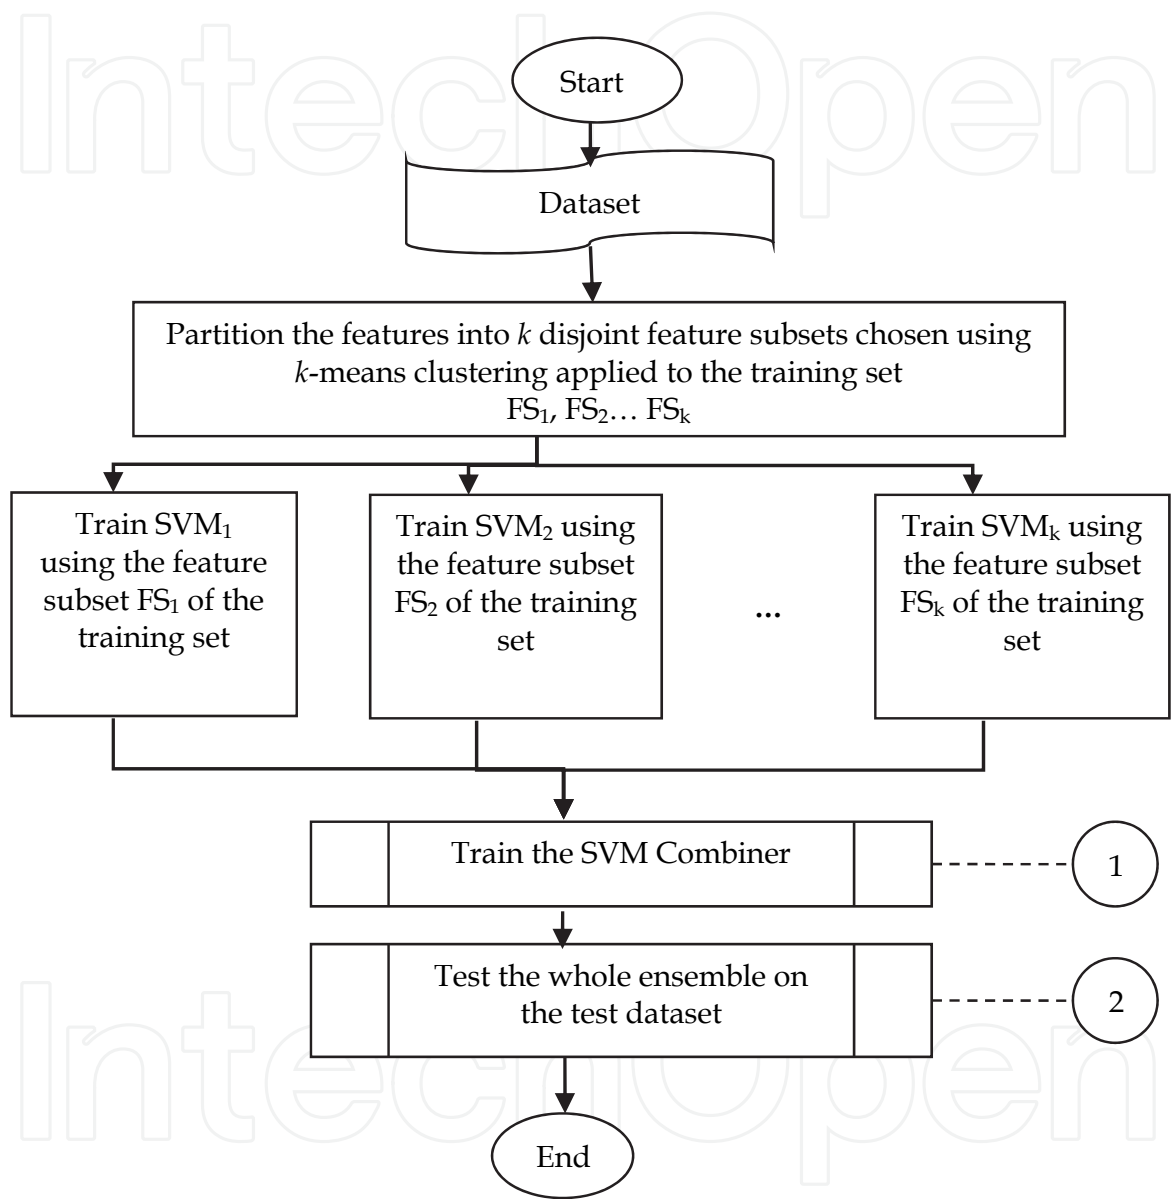 IntechOpen
Start
Dataset
Partition the features into k disjoint feature subsets chosen using
k-means clustering applied to the training set
FS1, FS2… FSk
Train SVM1
using the feature
subset FS1 of the
training set
Train SVM2 using
the feature subset
FS2 of the training
set
...
Train SVMk using
the feature subset
FSk of the training
set
Train the SVM Combiner
1
Test the whole ensemble on
the test dataset
2
IntechOpen
End